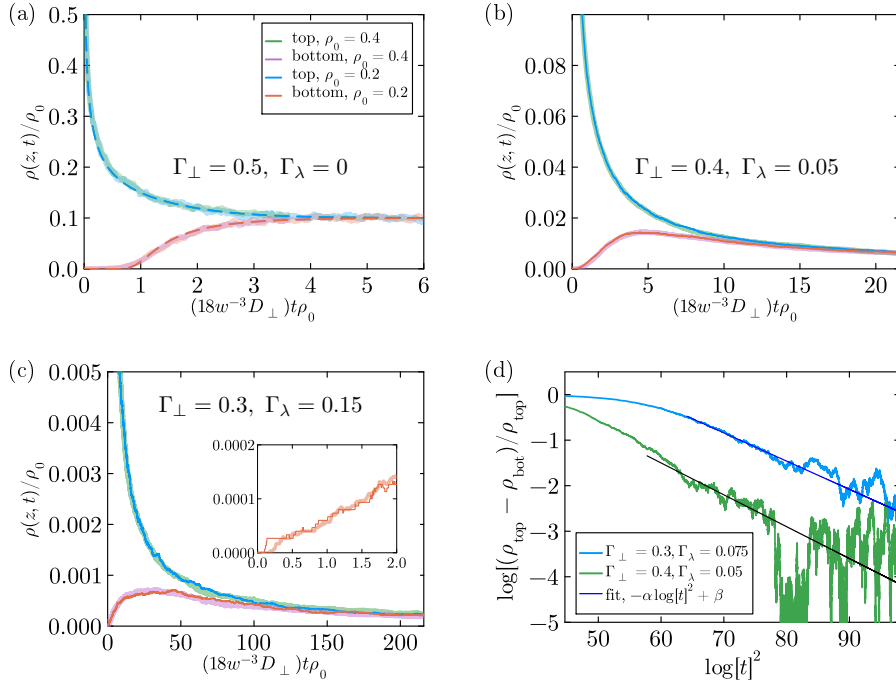 (a)
0.5
0.4
0.3
0.2
0.1
0.0
ρ(z, t)/ρ₀
top, ρ₀ = 0.4
bottom, ρ₀ = 0.4
top, ρ₀ = 0.2
bottom, ρ₀ = 0.2
Γ⊥ = 0.5, Γλ = 0
0 1 2 3 4 5 6
(18w⁻³D⊥)tρ₀
(b)
0.08
0.06
0.04
0.02
0.00
ρ(z, t)/ρ₀
Γ⊥ = 0.4, Γλ = 0.05
0 5 10 15 20
(18w⁻³D⊥)tρ₀
(c)
0.005
0.004
0.003
0.002
0.001
0.000
ρ(z, t)/ρ₀
Γ⊥ = 0.3, Γλ = 0.15
0.0002
0.0001
0.0000
0.0 0.5 1.0 1.5 2.0
0 50 100 150 200
(18w⁻³D⊥)tρ₀
(d)
0
-1
-2
-3
-4
-5
log[(ρtop − ρbot)/ρtop]
Γ⊥ = 0.3, Γλ = 0.075
Γ⊥ = 0.4, Γλ = 0.05
fit, −αlog[t]² + β
50 60 70 80 90
log[t]²